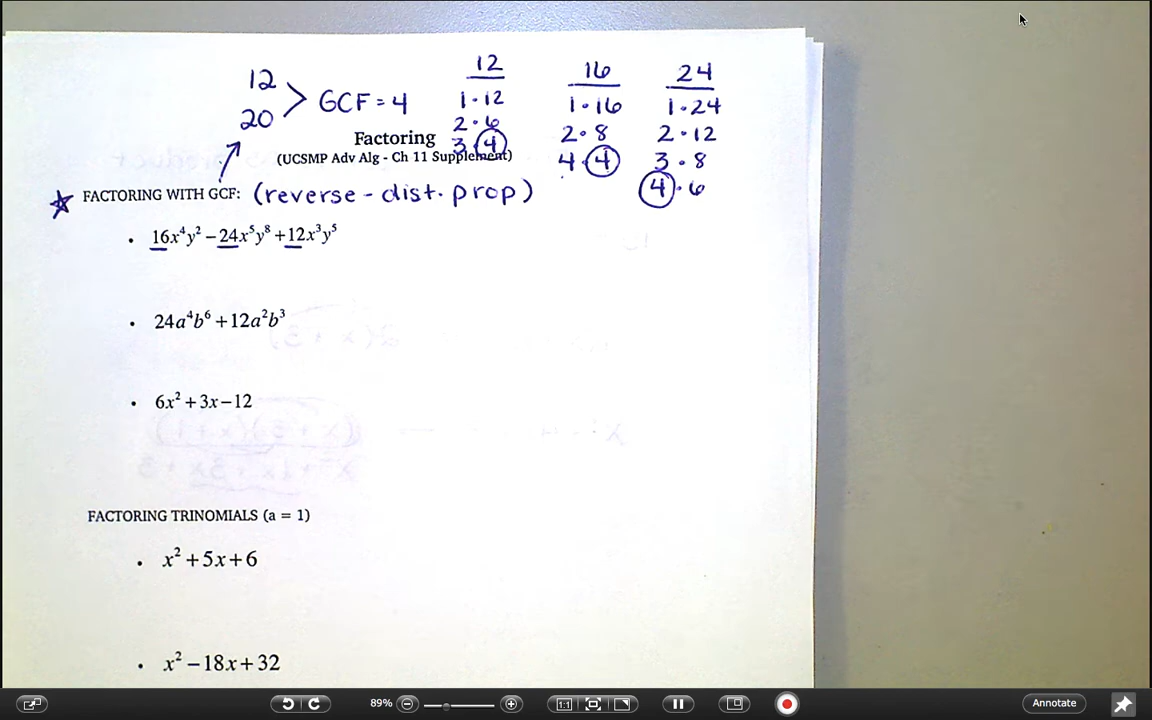 12
20
GCF = 4
12
1 · 12
2 · 6
3 · 4
16
1 · 16
2 · 8
4 · 4
24
1 · 24
2 · 12
3 · 8
4 · 6
Factoring
(UCSMP Adv Alg - Ch 11 Supplement)
FACTORING WITH GCF: (reverse - dist. prop)
• 16x⁴y² − 24x⁵y⁸ + 12x³y⁵
• 24a⁴b⁶ + 12a²b³
• 6x² + 3x − 12
FACTORING TRINOMIALS (a = 1)
• x² + 5x + 6
• x² − 18x + 32
89%
1:1
Annotate